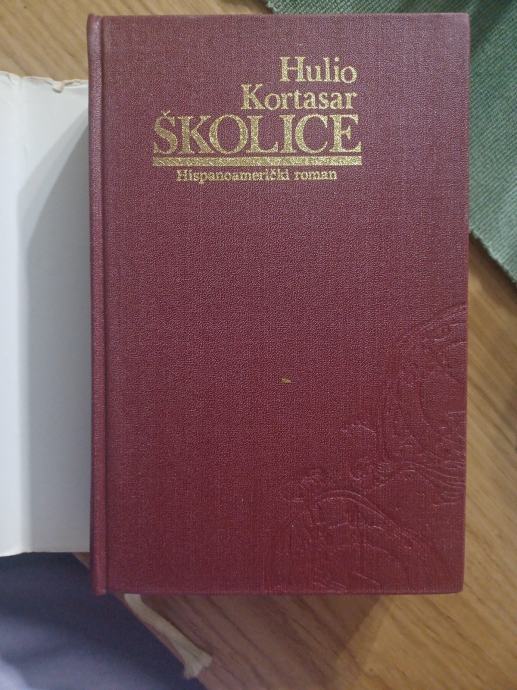 Hulio
Kortasar
ŠKOLICE
Hispanoamerički roman